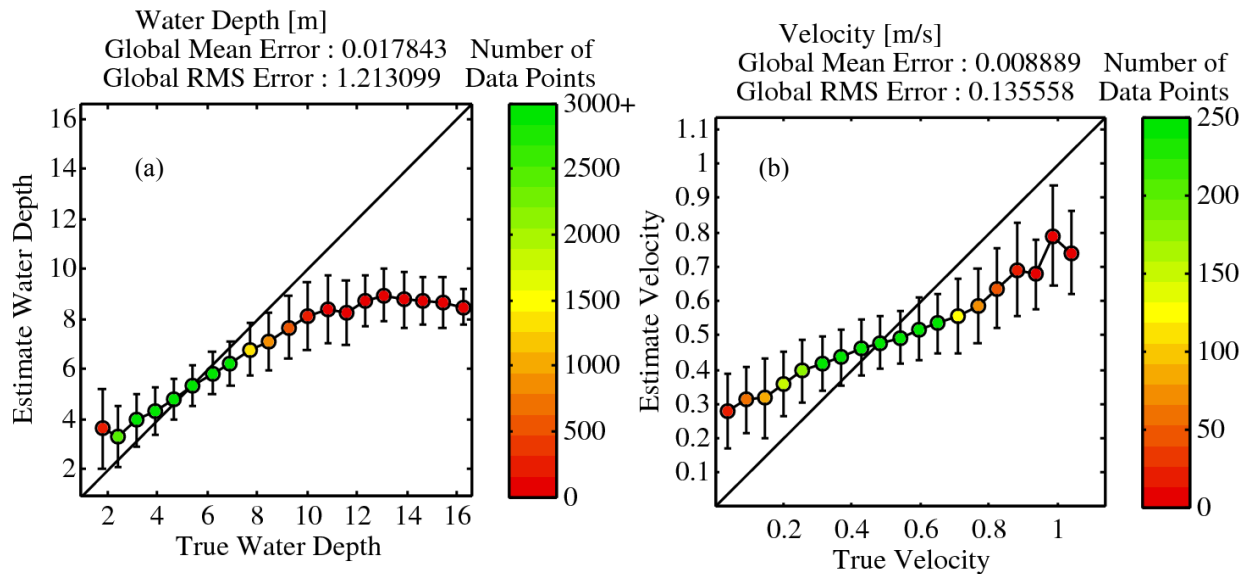 Water Depth [m]
Global Mean Error : 0.017843
Global RMS Error : 1.213099
Number of
Data Points
(a)
16
14
12
10
8
6
4
2
Estimate Water Depth
2 4 6 8 10 12 14 16
True Water Depth
3000+
2000
1500
1000
500
0
Velocity [m/s]
Global Mean Error : 0.008889
Global RMS Error : 0.135558
Number of
Data Points
(b)
1.1
1
0.9
0.8
0.7
0.6
0.5
0.4
0.3
0.2
0.1
Estimate Velocity
0.2 0.4 0.6 0.8 1
True Velocity
250
200
150
100
50
0